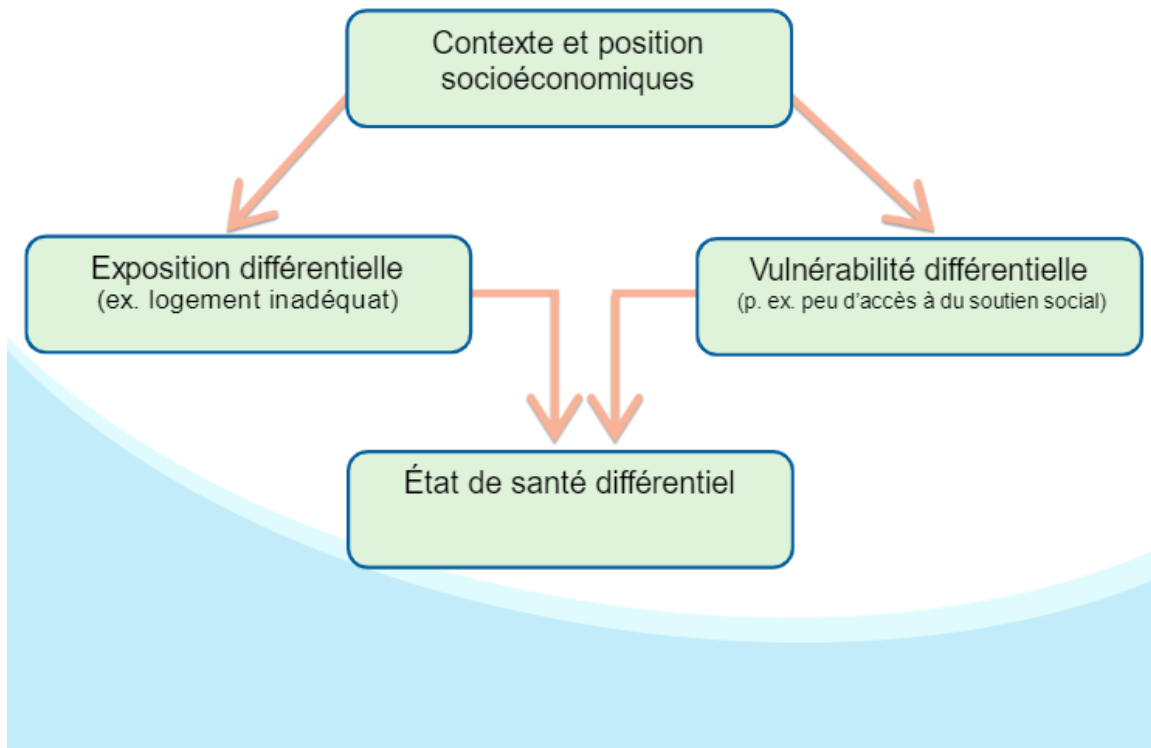 Contexte et position
socioéconomiques
Exposition différentielle
(ex. logement inadéquat)
Vulnérabilité différentielle
(p. ex. peu d'accès à du soutien social)
État de santé différentiel